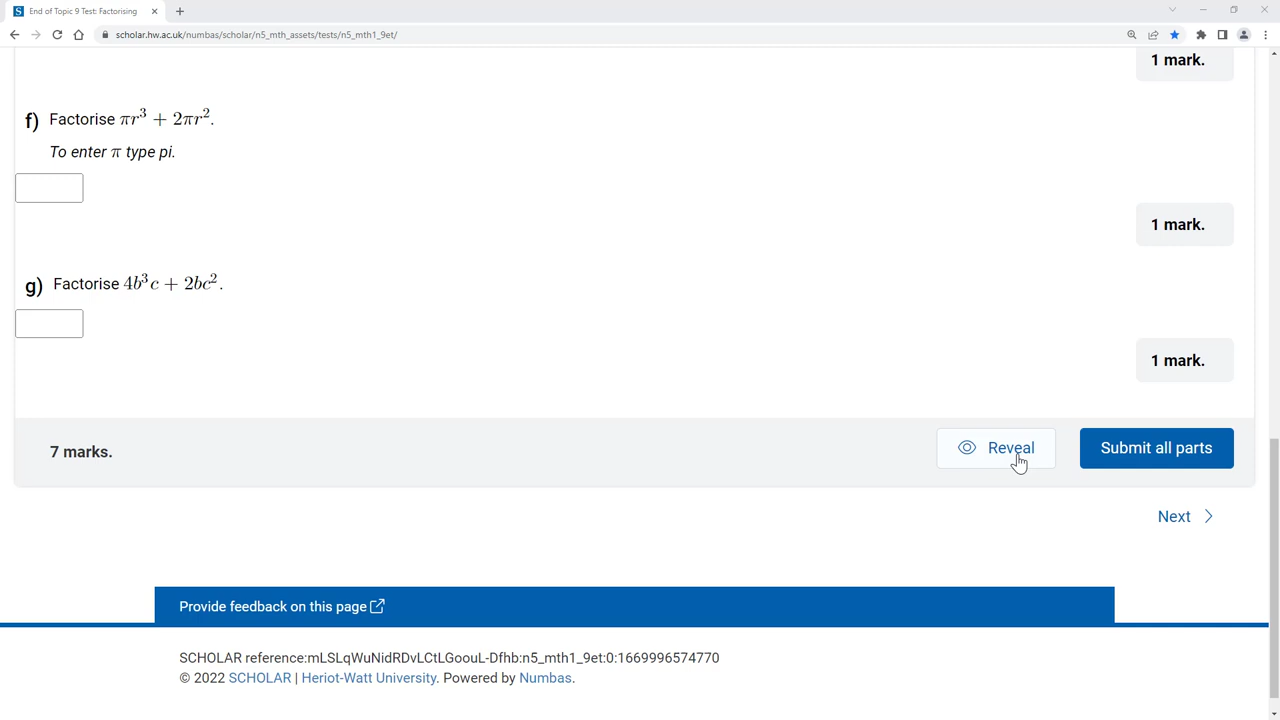 End of Topic 9 Test: Factorising
scholar.hw.ac.uk/numbas/scholar/n5_mth_assets/tests/n5_mth1_9et/
1 mark.
f) Factorise πr³ + 2πr².
To enter π type pi.
1 mark.
g) Factorise 4b³c + 2bc².
1 mark.
7 marks.
Reveal
Submit all parts
Next
Provide feedback on this page
SCHOLAR reference:mLSLqWuNidRDvLCtLGoouL-Dfhb:n5_mth1_9et:0:1669996574770
© 2022 SCHOLAR | Heriot-Watt University. Powered by Numbas.